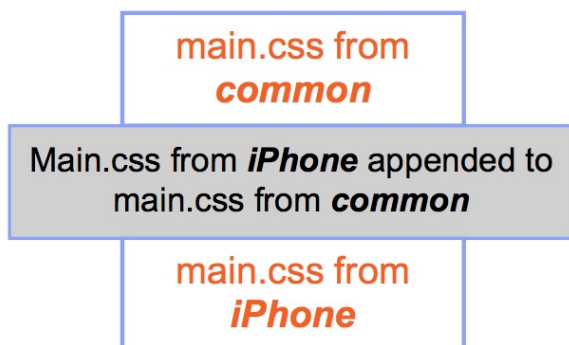 main.css from
common
Main.css from iPhone appended to
main.css from common
main.css from
iPhone